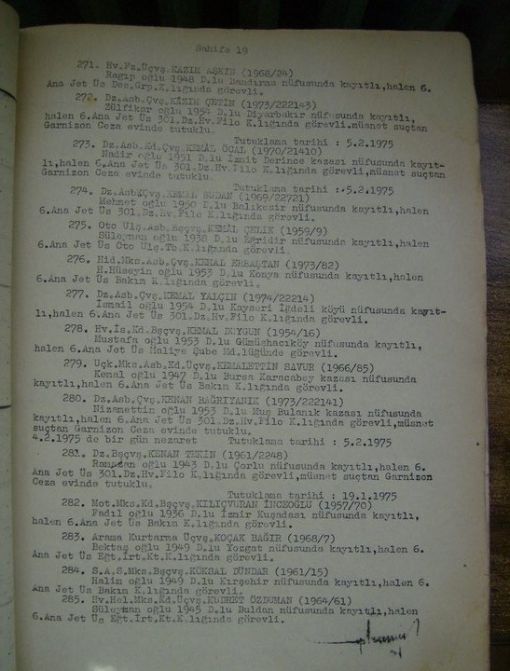 Sahife 19
271. Hv.Fz.Üçvş.KAZIM AŞKIN (1968/24)
Ragıp oğlu 1948 D.lu Bandırma nüfusunda kayıtlı,halen 6.
Ana Jet Üs Des.Grp.K.lığında görevli.
272. Dz.Asb.Çvş.KAZIM ÇETİN (1973/222143)
Zülfikar oğlu 1954 D.lu Diyarbakır nüfusunda kayıtlı,
halen 6.Ana Jet Üs 301.Dz.Hv.Filo K.lığında görevli.müsnet suçtan
Garnizon Ceza evinde tutuklu.
Tutuklama tarihi : 5.2.1975
273. Dz.Asb.Kd.Çvş.KEMAL ÖCAL (1970/21410)
Nadir oğlu 1951 D.lu İzmit Derince kazası nüfusunda kayıt-
lı,halen 6.Ana Jet Üs 301.Dz.Hv.Filo K.lığında görevli,müsnet suçtan
Garnizon Ceza evinde tutuklu.
Tutuklama tarihi : 5.2.1975
274. Dz.Asb.Çvş.KEMAL SUDAN (1969/22721)
Mehmet oğlu 1950 D.lu Balıkesir nüfusunda kayıtlı,halen
6.Ana Jet Üs 301.Dz.Hv.Filo K.lığında görevli.
275. Oto Ulş.Asb.Bşçvş.KEMAL ÇELİK (1959/9)
Süleyman oğlu 1938 D.lu Eğridir nüfusunda kayıtlı,halen
6.Ana Jet Üs Oto Ulş.Tb.K.lığında görevli.
276. Hid.Mks.Asb.Çvş.KEMAL ERBAŞTAN (1973/82)
H.Hüseyin oğlu 1953 D.lu Konya nüfusunda kayıtlı,halen
6.Ana Jet Üs Bakım K.lığında görevli.
277. Dz.Asb.Çvş.KEMAL YALÇIN (1974/22214)
İsmail oğlu 1954 D.lu Kayseri İğdeli köyü nüfusunda kayıt-
lı,halen 6.Ana Jet Üs 301.Dz.Hv.Filo K.lığında görevli.
278. Hv.İs.Kd.Bşçvş.KEMAL DUYGUN (1954/16)
Mustafa oğlu 1953 D.lu Gümüşhacıköy nüfusunda kayıtlı,
halen 6.Ana Jet Üs Maliye Şube Md.lüğünde görevli.
279. Uçk.Mks.Asb.Kd.Üçvş.KEMALETTİN SAVUR (1966/85)
Kemal oğlu 1947 D.lu Bursa Karacabey kazası nüfusunda
kayıtlı,halen 6.Ana Jet Üs Bakım K.lığında görevli.
280. Dz.Asb.Çvş.KENAN BAĞRIYANIK (1973/222141)
Nizamettin oğlu 1953 D.lu Muş Bulanık kazası nüfusunda
kayıtlı,halen 6.Ana Jet Üs 301.Dz.Hv.Filo K.lığında görevli,müsnet
suçtan Garnizon Ceza evinde tutuklu.
4.2.1975 de bir gün nezaret Tutuklama tarihi : 5.2.1975
281. Dz.Bşçvş.KENAN TEKİN (1961/2248)
Ramazan oğlu 1943 D.lu Çorlu nüfusunda kayıtlı,halen 6.
Ana Jet Üs 301.Dz.Hv.Filo K.lığında görevli,müsnet suçtan Garnizon
Ceza evinde tutuklu.
Tutuklama tarihi : 19.1.1975
282. Mot.Mks.Kd.Bşçvş.KILIÇVURAN İNCEOĞLU (1957/70)
Fadıl oğlu 1936 D.lu İzmir Kuşadası nüfusunda kayıtlı,
halen 6.Ana Jet Üs Bakım K.lığında görevli.
283. Arama Kurtarma Üçvş.KOÇAK BAĞIR (1968/7)
Bektaş oğlu 1949 D.lu Yozgat nüfusunda kayıtlı,halen 6.
Ana Jet Üs Eğt.İrt.Kt.K.lığında görevli.
284. S.A.S.Mks.Bşçvş.KÖKSAL DÜNDAR (1961/15)
Halim oğlu 1949 D.lu Kırşehir nüfusunda kayıtlı,halen 6.
Ana Jet Üs Bakım K.lığında görevli.
285. Hv.Hel.Mks.Kd.Üçvş.KUDRET ÖZDUMAN (1964/61)
Süleyman oğlu 1945 D.lu Buldan nüfusunda kayıtlı,halen
6.Ana Jet Üs Eğt.İrt.Kt.K.lığında görevli.